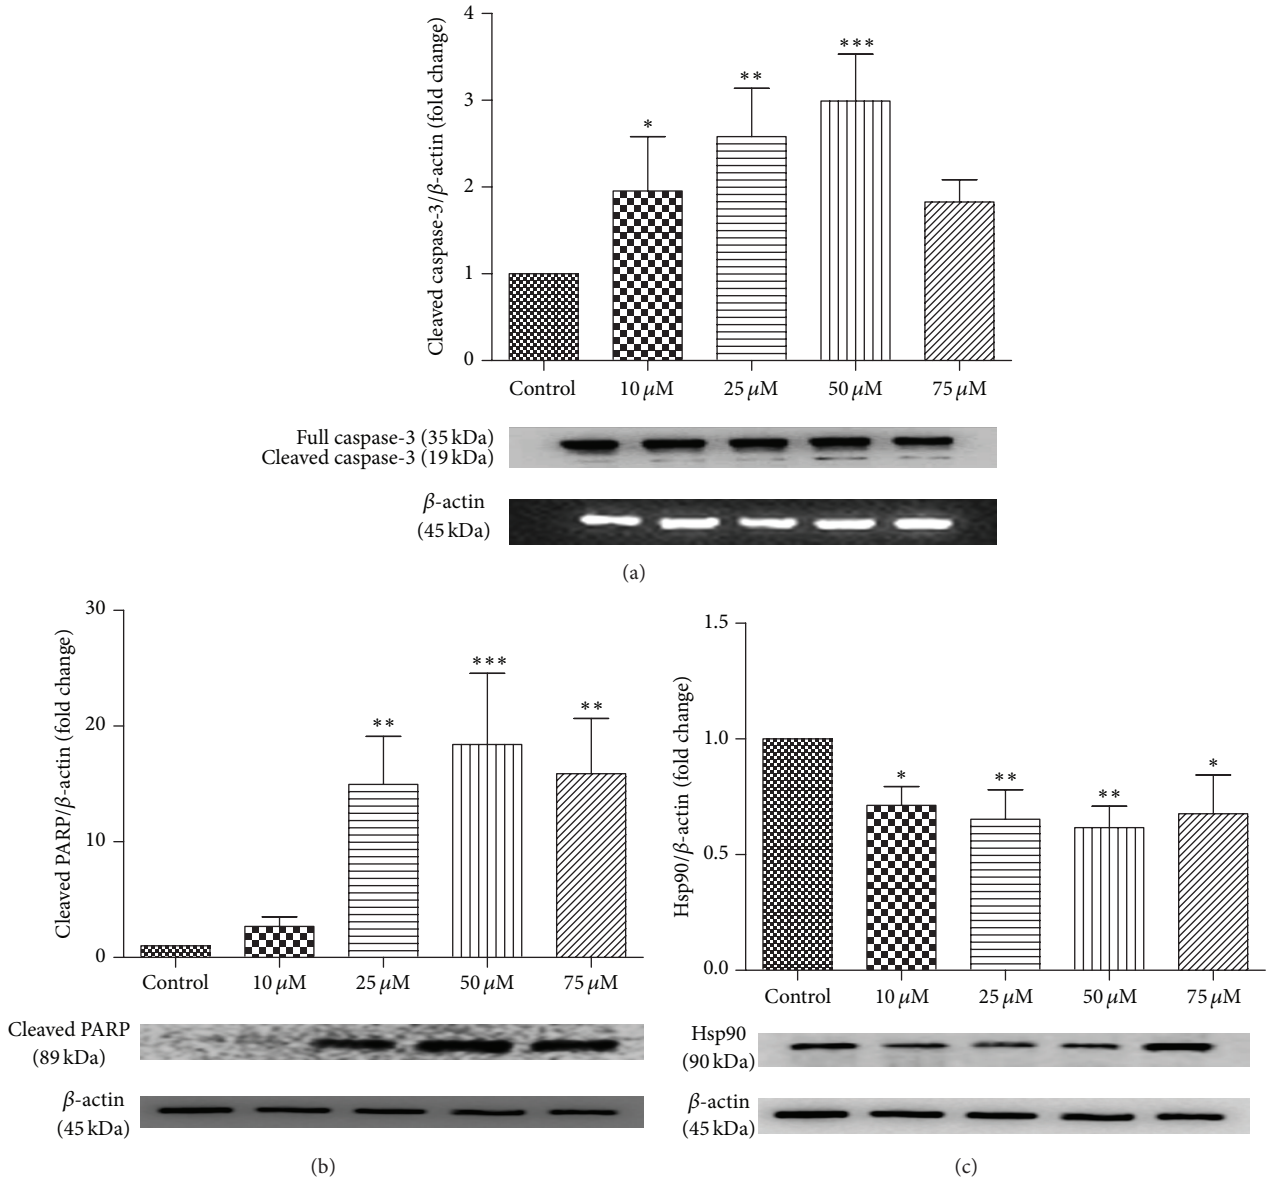 Cleaved caspase-3/β-actin (fold change)
4
3
2
1
0
*
**
***
Control 10 μM 25 μM 50 μM 75 μM
Full caspase-3 (35 kDa)
Cleaved caspase-3 (19 kDa)
β-actin
(45 kDa)
(a)
Cleaved PARP/β-actin (fold change)
30
20
10
0
**
***
**
Control 10 μM 25 μM 50 μM 75 μM
Cleaved PARP
(89 kDa)
β-actin
(45 kDa)
(b)
Hsp90/β-actin (fold change)
1.5
1.0
0.5
0.0
*
**
**
*
Control 10 μM 25 μM 50 μM 75 μM
Hsp90
(90 kDa)
β-actin
(45 kDa)
(c)